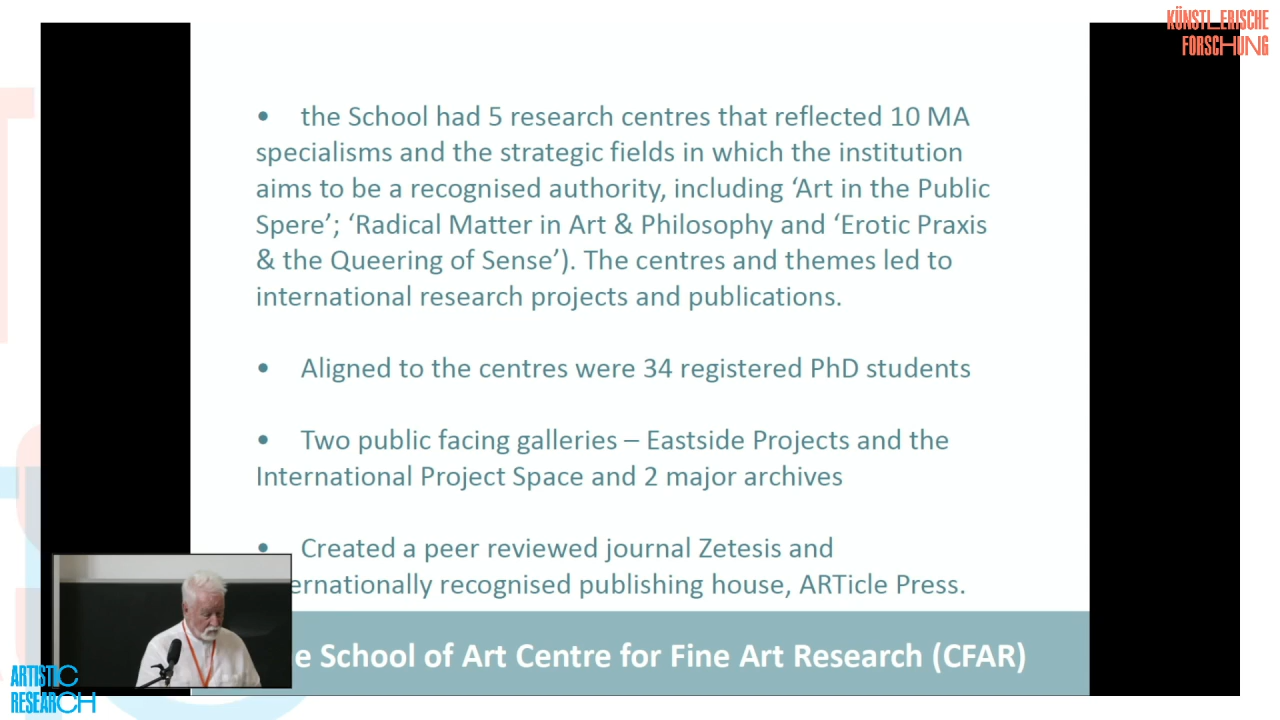 KÜNSTLERISCHE
FORSCHUNG
• the School had 5 research centres that reflected 10 MA
specialisms and the strategic fields in which the institution
aims to be a recognised authority, including ‘Art in the Public
Spere’; ‘Radical Matter in Art & Philosophy and ‘Erotic Praxis
& the Queering of Sense’). The centres and themes led to
international research projects and publications.
• Aligned to the centres were 34 registered PhD students
• Two public facing galleries – Eastside Projects and the
International Project Space and 2 major archives
• Created a peer reviewed journal Zetesis and
ernationally recognised publishing house, ARTicle Press.
e School of Art Centre for Fine Art Research (CFAR)
ARTISTIC
RESEARCH